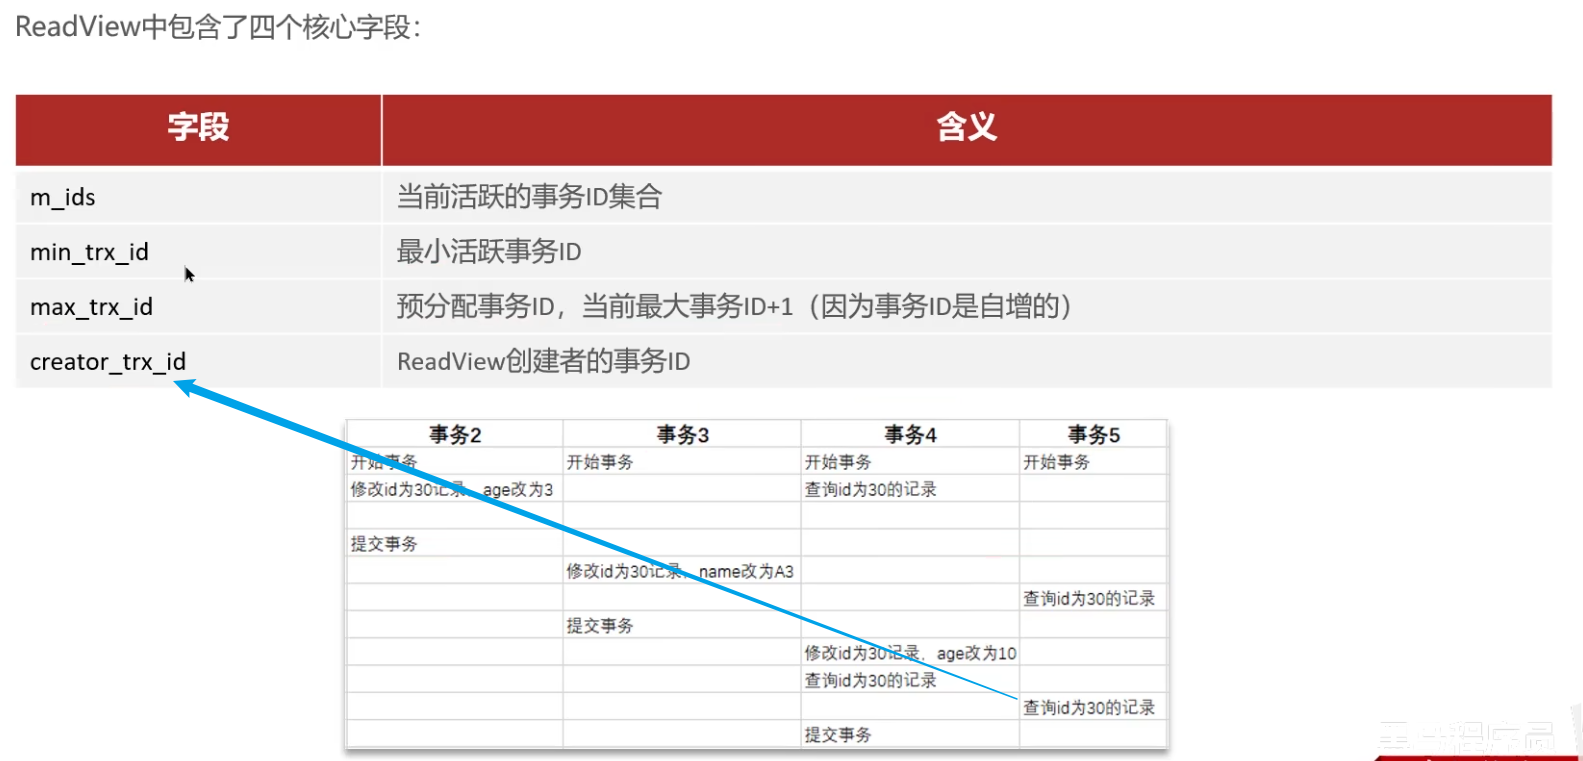 ReadView中包含了四个核心字段：
字段 含义
m_ids 当前活跃的事务ID集合
min_trx_id 最小活跃事务ID
max_trx_id 预分配事务ID，当前最大事务ID+1（因为事务ID是自增的）
creator_trx_id ReadView创建者的事务ID
事务2 事务3 事务4 事务5
开始事务 开始事务 开始事务 开始事务
修改id为30记录，age改为3 查询id为30的记录
提交事务
修改id为30记录，name改为A3
查询id为30的记录
提交事务
修改id为30记录，age改为10
查询id为30的记录
查询id为30的记录
提交事务